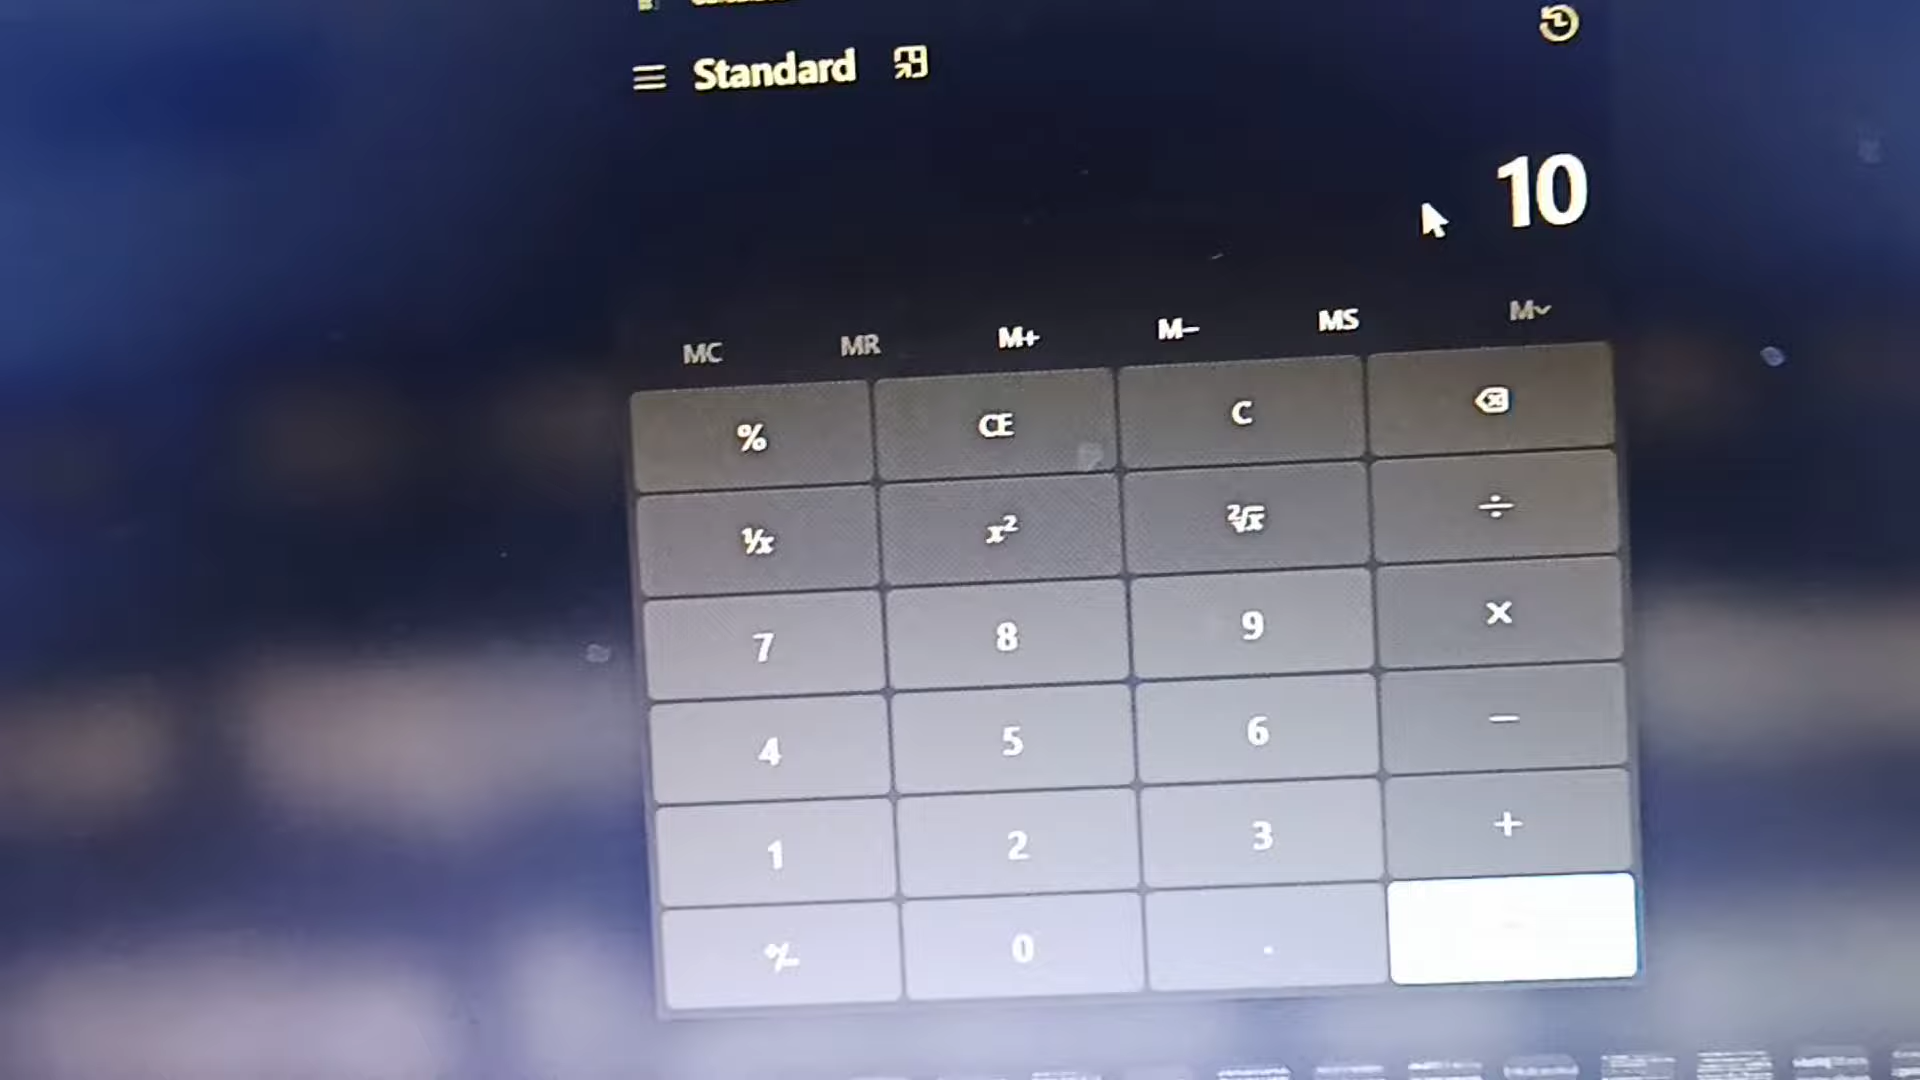 Standard
10
MC MR M+ M- MS M
% CE C
¹/x x² ²√x ÷
7 8 9 ×
4 5 6 −
1 2 3 +
+/- 0 .